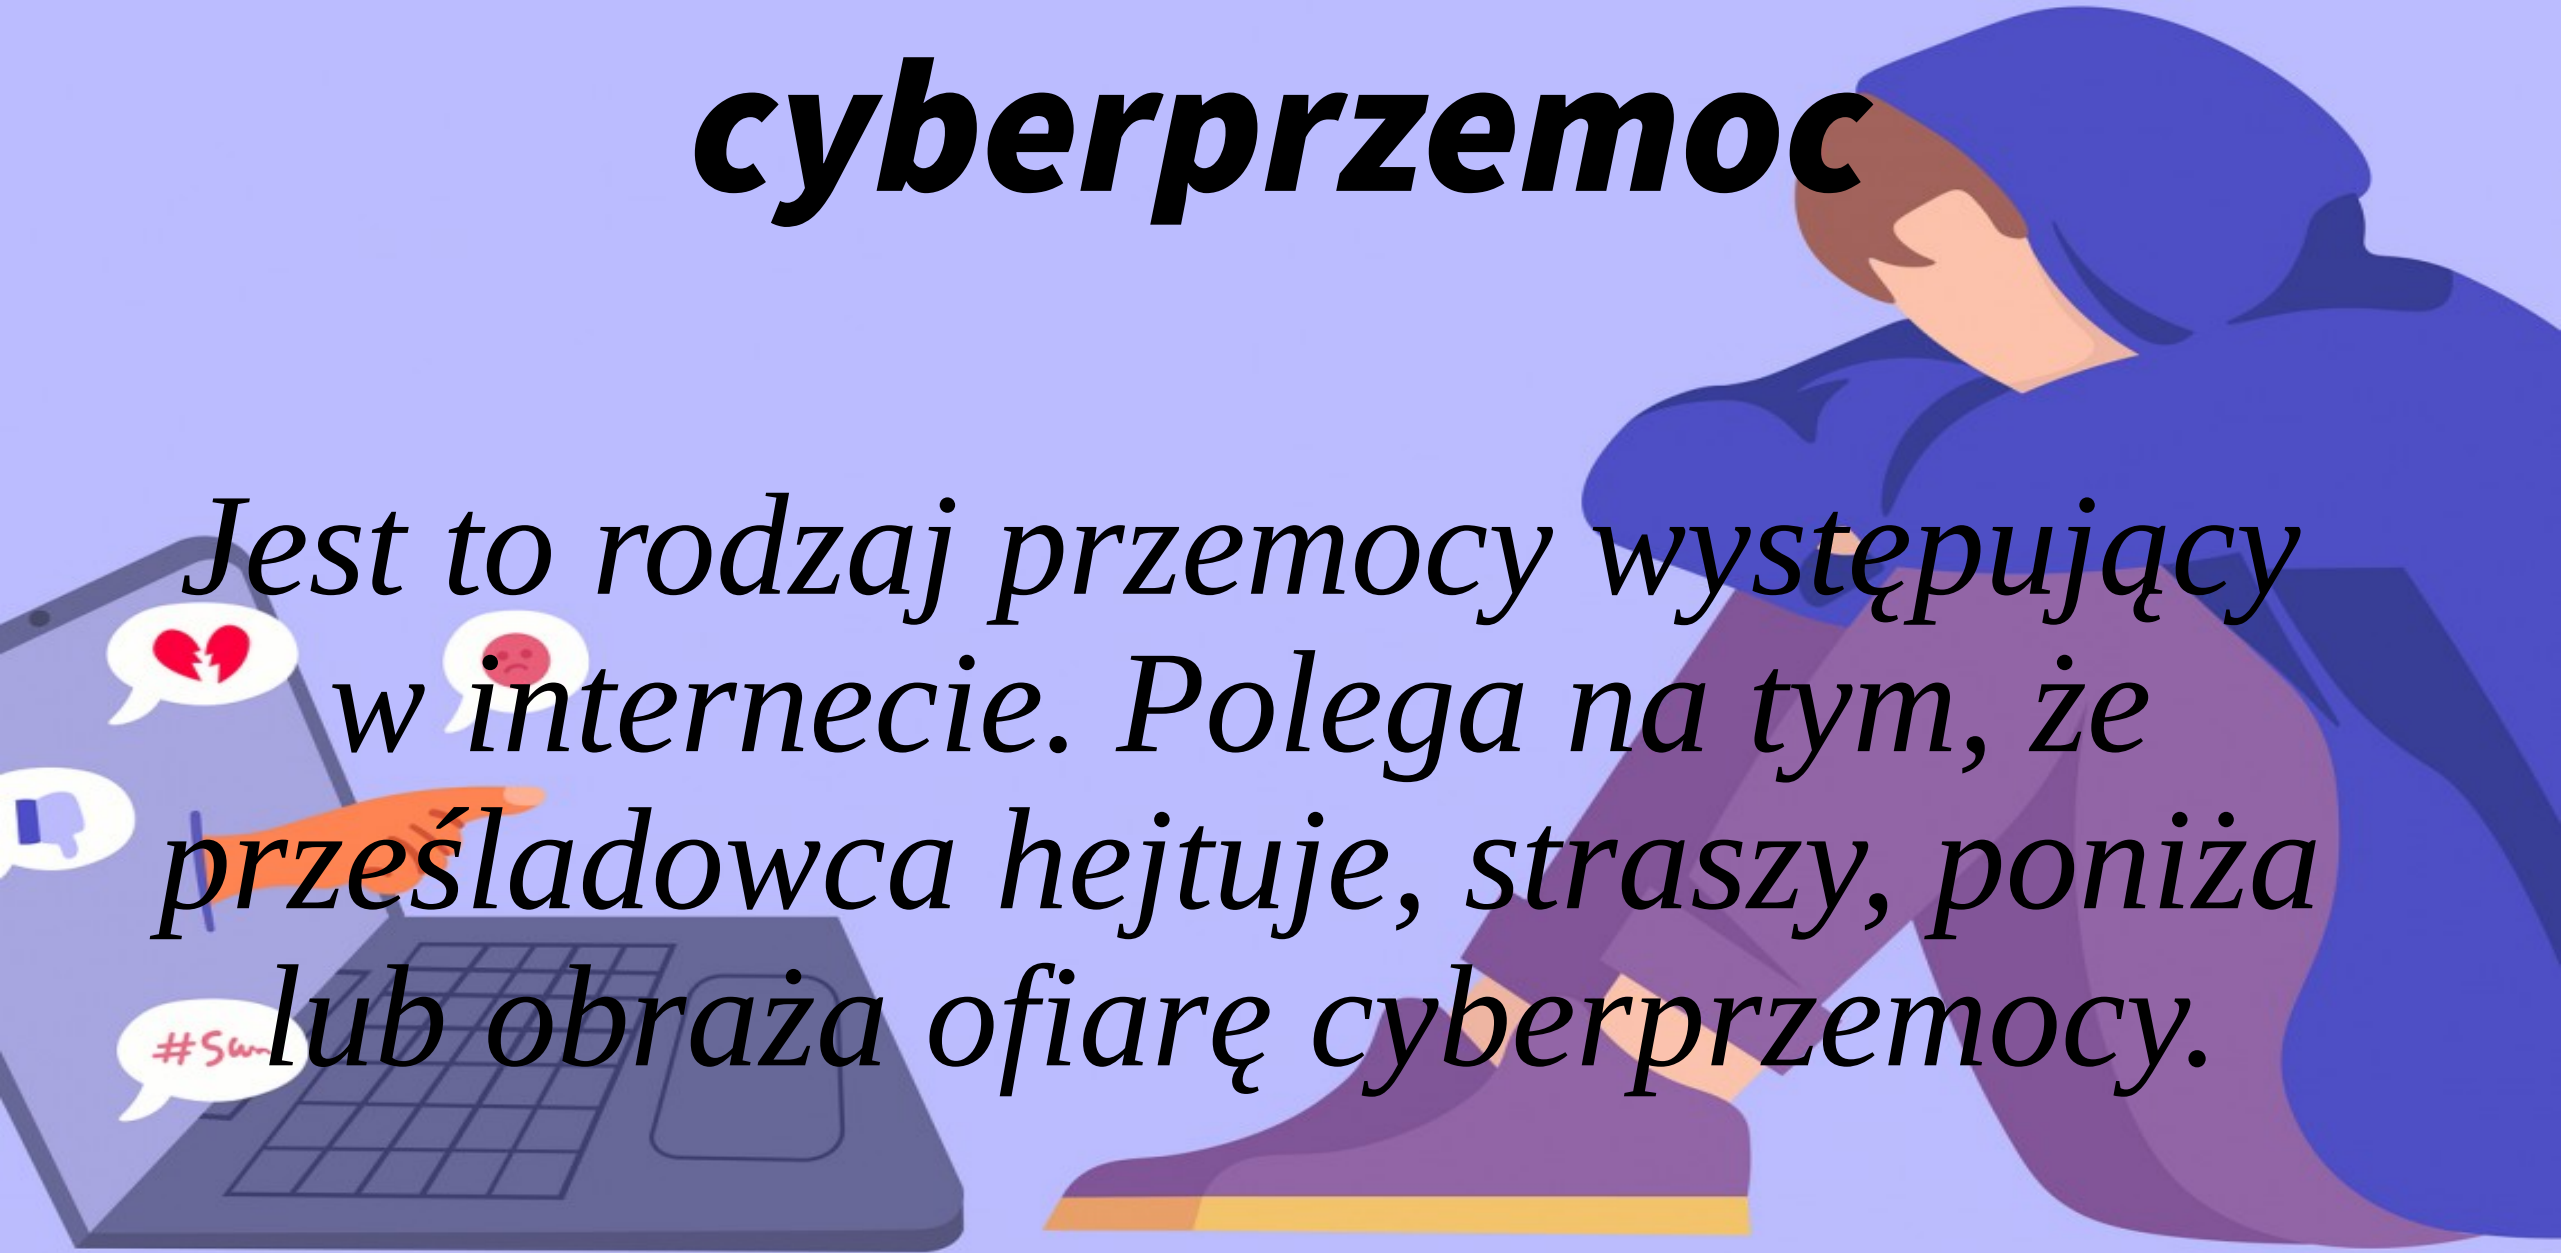 cyberprzemoc
Jest to rodzaj przemocy występujący
w internecie. Polega na tym, że
prześladowca hejtuje, straszy, poniża
lub obraża ofiarę cyberprzemocy.